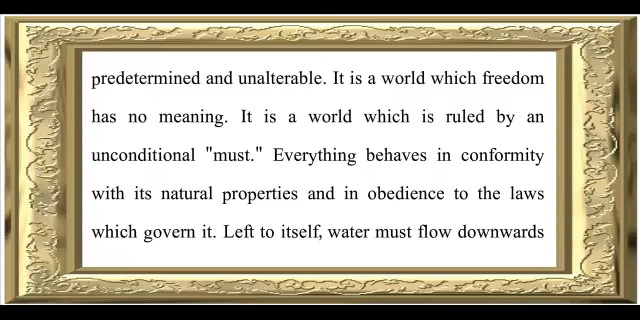 predetermined and unalterable. It is a world which freedom
has no meaning. It is a world which is ruled by an
unconditional "must." Everything behaves in conformity
with its natural properties and in obedience to the laws
which govern it. Left to itself, water must flow downwards